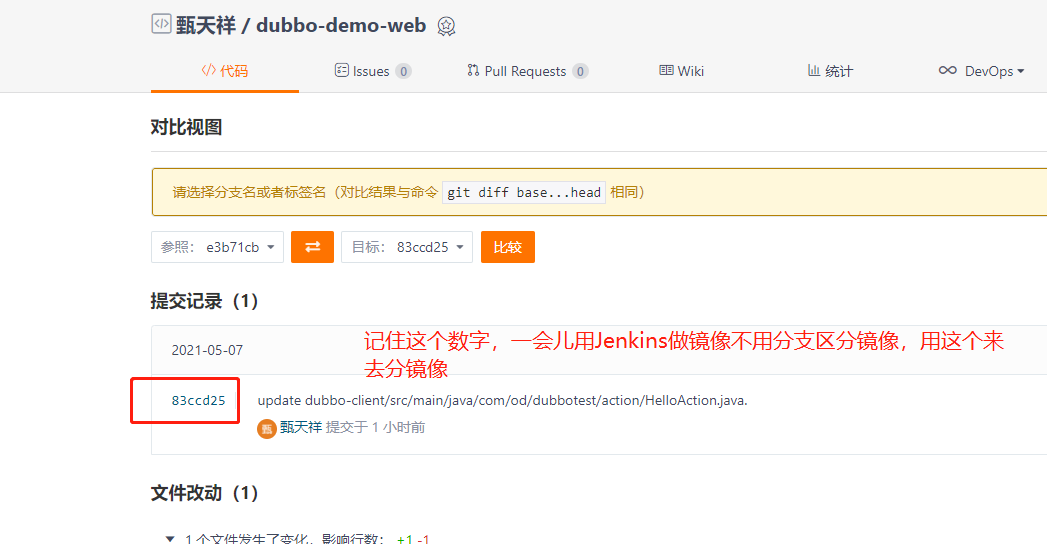 甄天祥 / dubbo-demo-web
代码
Issues 0
Pull Requests 0
Wiki
统计
DevOps
对比视图
请选择分支名或者标签名（对比结果与命令 git diff base...head 相同）
参照： e3b71cb
目标： 83ccd25
比较
提交记录（1）
2021-05-07
记住这个数字，一会儿用Jenkins做镜像不用分支区分镜像，用这个来
去分镜像
83ccd25
update dubbo-client/src/main/java/com/od/dubbotest/action/HelloAction.java.
甄 甄天祥 提交于 1 小时前
文件改动（1）
1 个文件发生了变化，影响行数： +1 -1